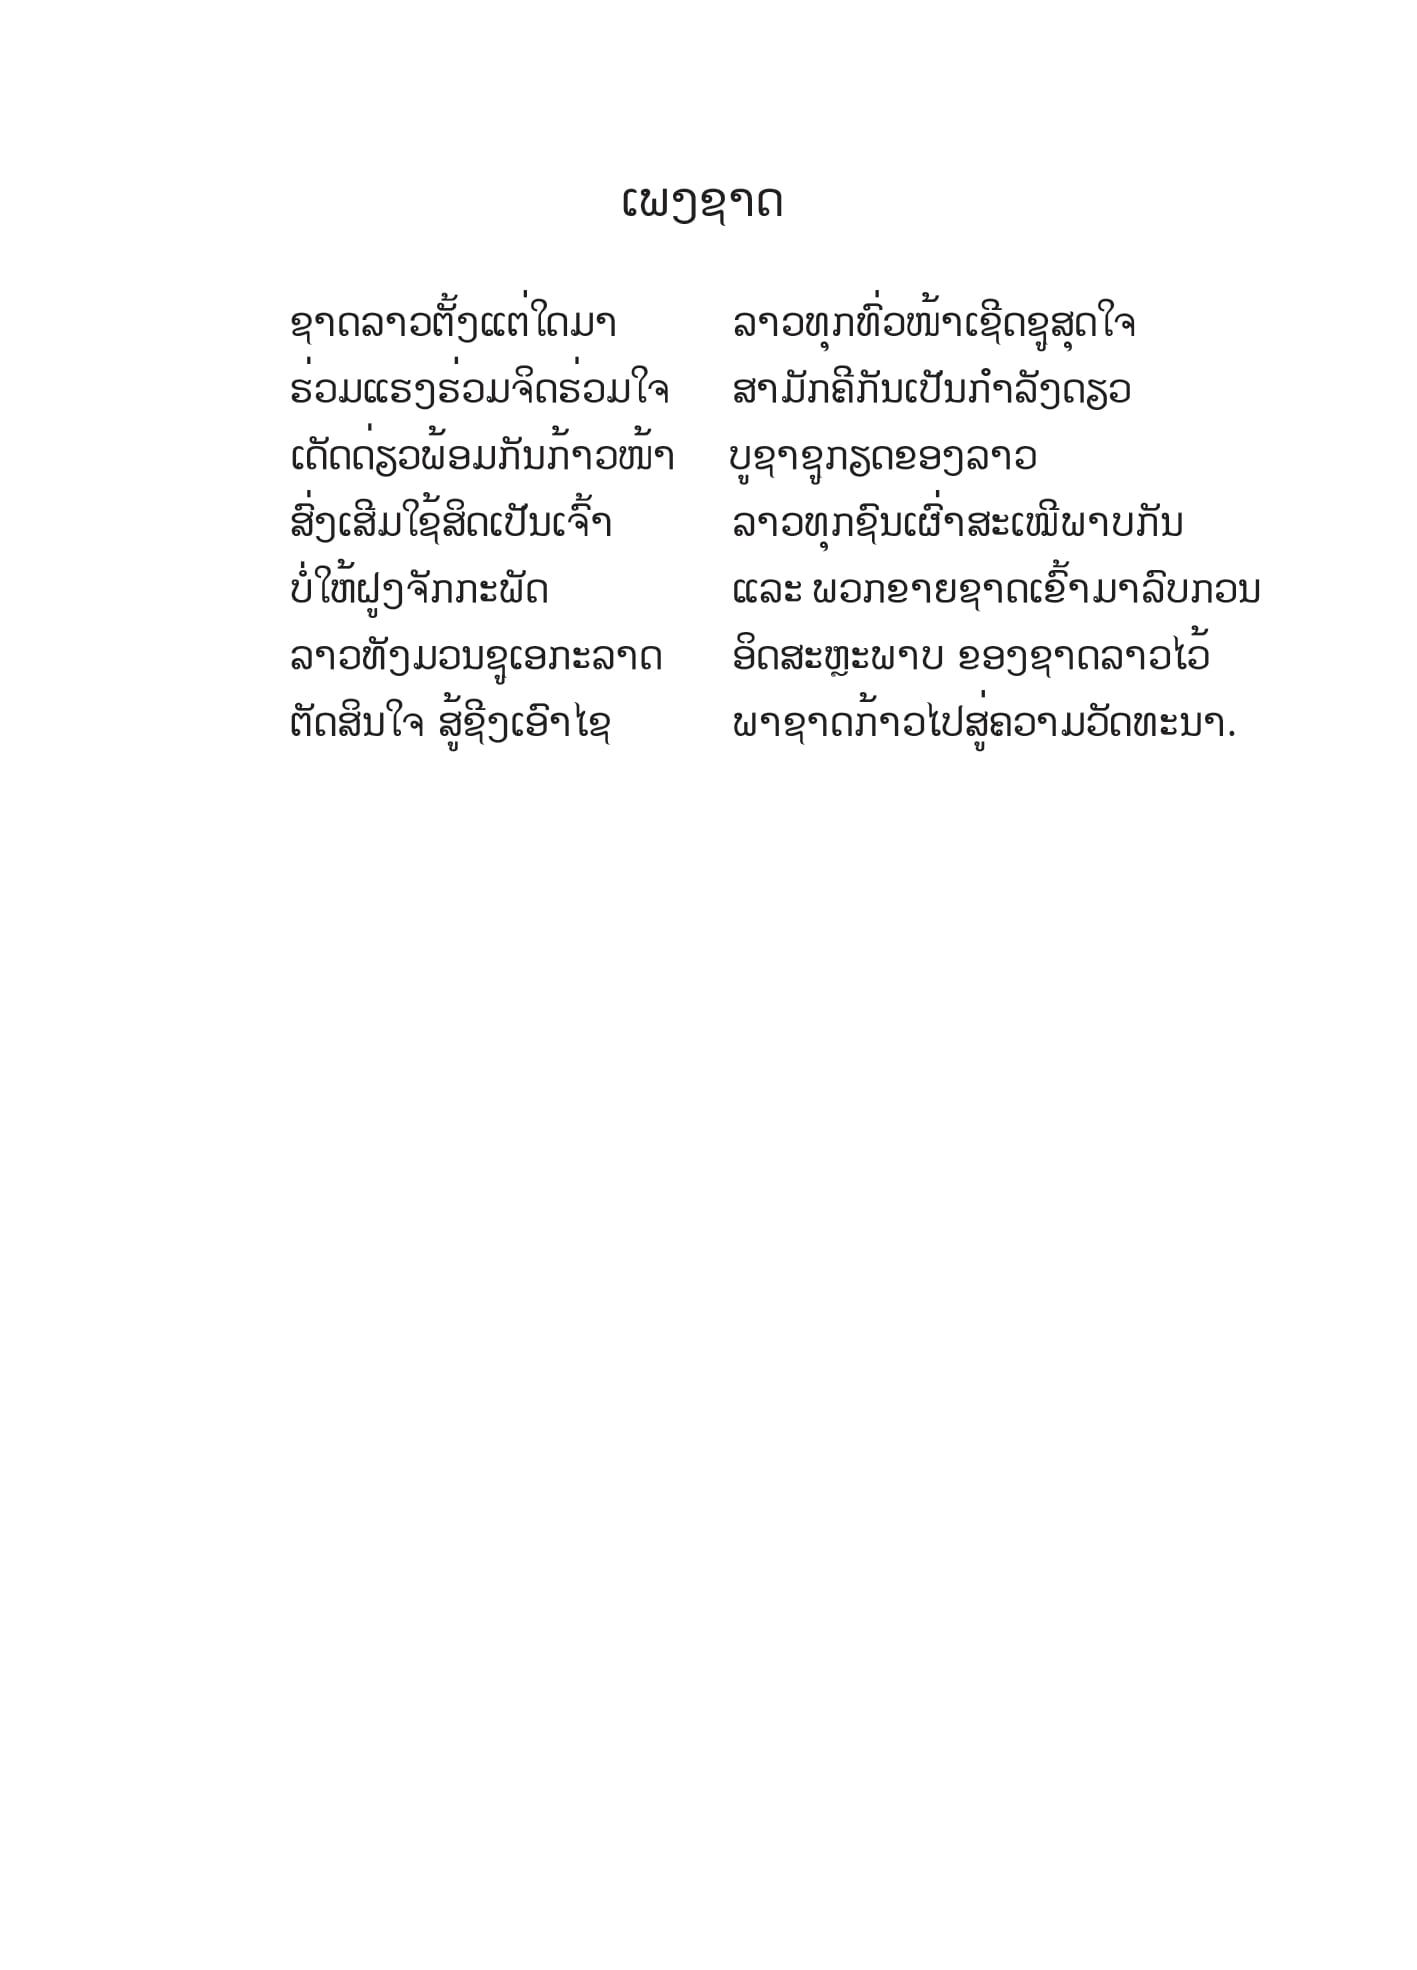 ເພງຊາດ
ຊາດລາວຕັ້ງແຕ່ໃດມາ ລາວທຸກທົ່ວໜ້າເຊີດຊູສຸດໃຈ
ຮ່ວມແຮງຮ່ວມຈິດຮ່ວມໃຈ ສາມັກຄີກັນເປັນກຳລັງດຽວ
ເດັດດ່ຽວພ້ອມກັນກ້າວໜ້າ ບູຊາຊູກຽດຂອງລາວ
ສົ່ງເສີມໃຊ້ສິດເປັນເຈົ້າ ລາວທຸກຊົນເຜົ່າສະເໝີພາບກັນ
ບໍ່ໃຫ້ຝູງຈັກກະພັດ ແລະ ພວກຂາຍຊາດເຂົ້າມາລົບກວນ
ລາວທັງມວນຊູເອກະລາດ ອິດສະຫຼະພາບ ຂອງຊາດລາວໄວ້
ຕັດສິນໃຈ ສູ້ຊີງເອົາໄຊ ພາຊາດກ້າວໄປສູ່ຄວາມວັດທະນາ.